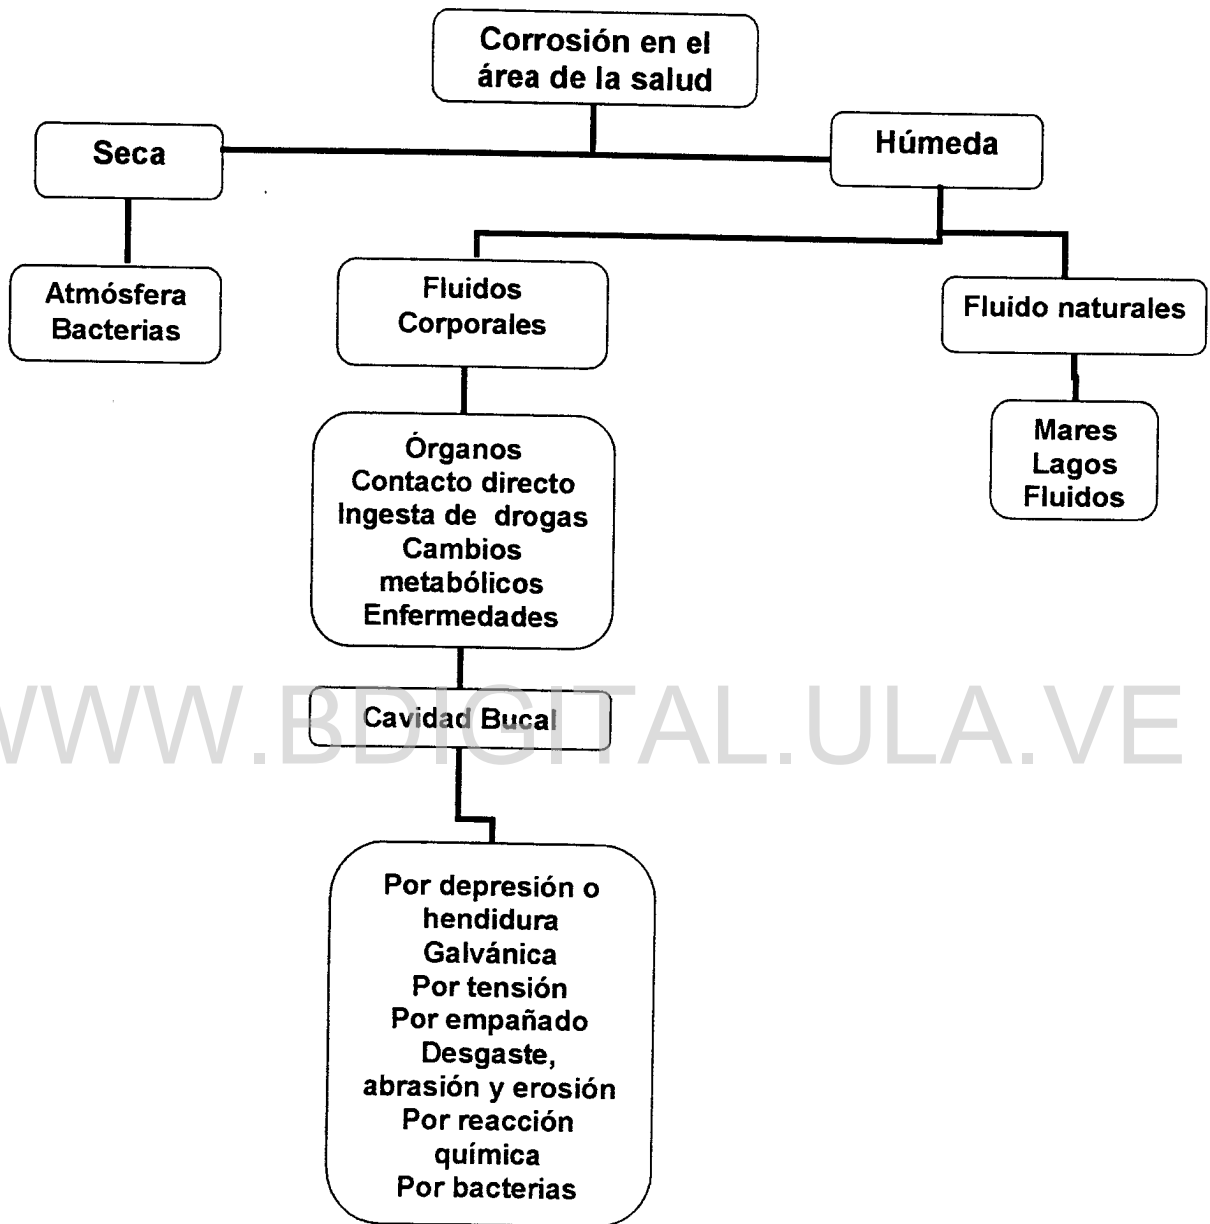 Corrosión en el
área de la salud
Seca
Húmeda
Atmósfera
Bacterias
Fluidos
Corporales
Fluido naturales
Órganos
Contacto directo
Ingesta de drogas
Cambios
metabólicos
Enfermedades
Mares
Lagos
Fluidos
Cavidad Bucal
WWW.BDIGITAL.ULA.VE
Por depresión o
hendidura
Galvánica
Por tensión
Por empañado
Desgaste,
abrasión y erosión
Por reacción
química
Por bacterias